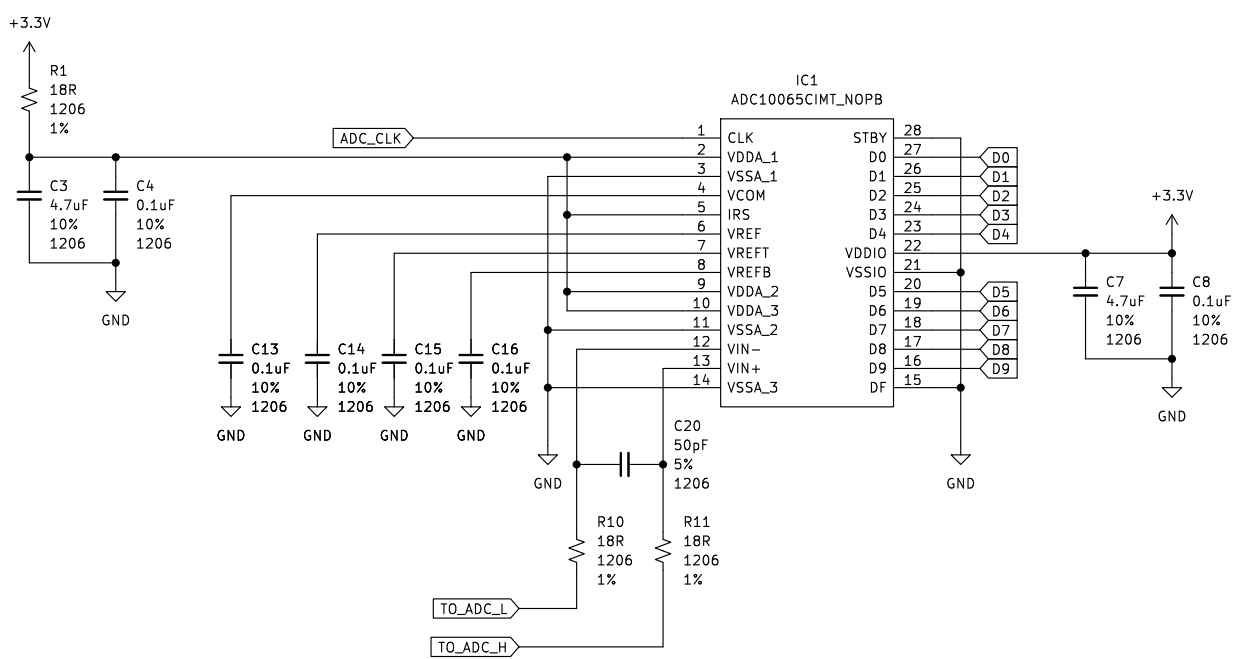 +3.3V
R1
18R
1206
1%
C3
4.7uF
10%
1206
C4
0.1uF
10%
1206
GND
ADC_CLK
IC1
ADC10065CIMT_NOPB
1 CLK
2 VDDA_1
3 VSSA_1
4 VCOM
5 IRS
6 VREF
7 VREFT
8 VREFB
9 VDDA_2
10 VDDA_3
11 VSSA_2
12 VIN-
13 VIN+
14 VSSA_3
STBY 28
D0 27 D0
D1 26 D1
D2 25 D2
D3 24 D3
D4 23 D4
VDDIO 22
VSSIO 21
D5 20 D5
D6 19 D6
D7 18 D7
D8 17 D8
D9 16 D9
DF 15
+3.3V
C7
4.7uF
10%
1206
C8
0.1uF
10%
1206
GND
C13
0.1uF
10%
1206
GND
C14
0.1uF
10%
1206
GND
C15
0.1uF
10%
1206
GND
C16
0.1uF
10%
1206
GND
GND
C20
50pF
5%
1206
GND
R10
18R
1206
1%
R11
18R
1206
1%
TO_ADC_L
TO_ADC_H